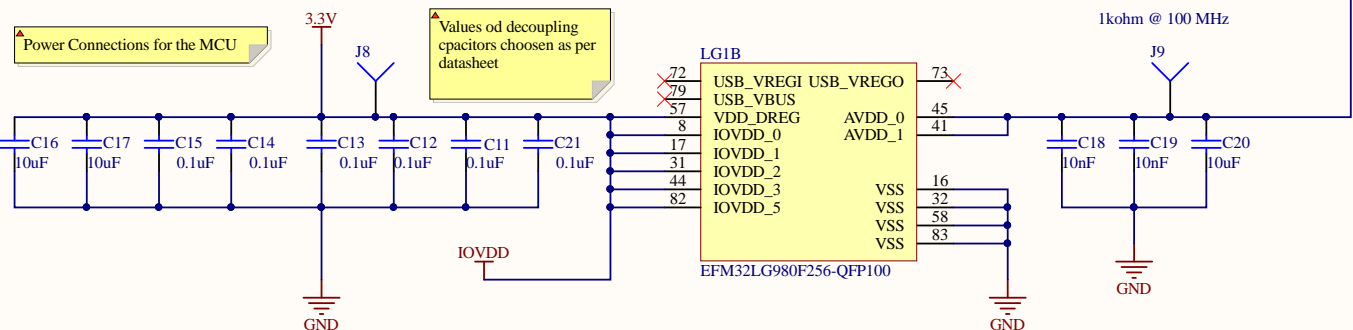 3.3V
1kohm @ 100 MHz
Power Connections for the MCU
Values od decoupling
cpacitors choosen as per
datasheet
J8
J9
LG1B
72 USB_VREGI USB_VREGO 73
79 USB_VBUS
57 VDD_DREG AVDD_0 45
8 IOVDD_0 AVDD_1 41
17 IOVDD_1
31 IOVDD_2
44 IOVDD_3 VSS 16
82 IOVDD_5 VSS 32
VSS 58
VSS 83
EFM32LG980F256-QFP100
C16 C17 C15 C14 C13 C12 C11 C21
10uF 10uF 0.1uF 0.1uF 0.1uF 0.1uF 0.1uF 0.1uF
C18 C19 C20
10nF 10nF 10uF
IOVDD
GND
GND
GND